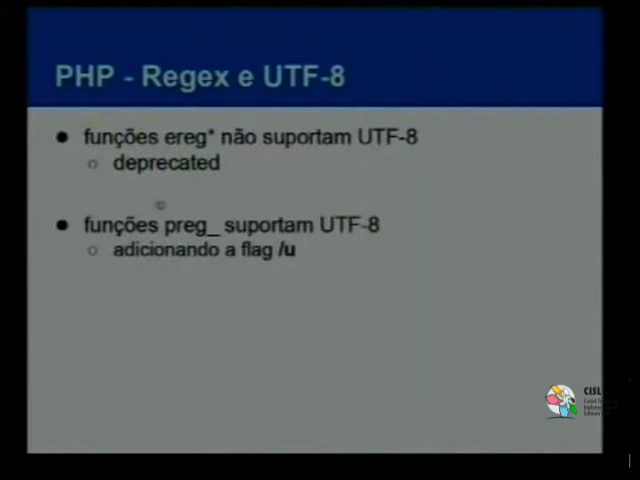 PHP - Regex e UTF-8
● funções ereg* não suportam UTF-8
○ deprecated
● funções preg_ suportam UTF-8
○ adicionando a flag /u
CISL